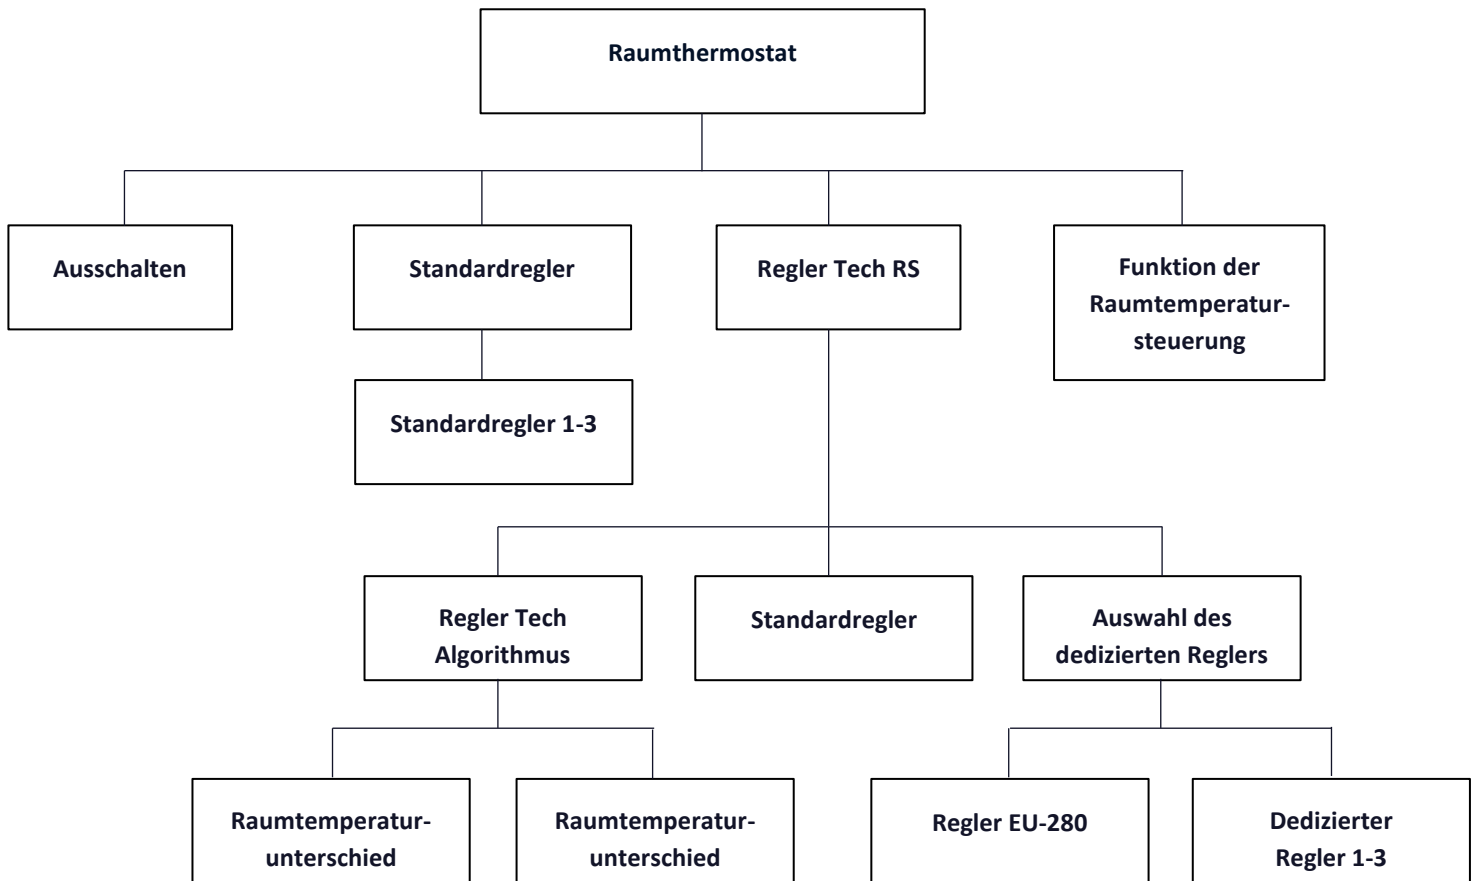 Raumthermostat
Ausschalten
Standardregler
Regler Tech RS
Funktion der
Raumtemperatur-
steuerung
Standardregler 1-3
Regler Tech
Algorithmus
Standardregler
Auswahl des
dedizierten Reglers
Raumtemperatur-
unterschied
Raumtemperatur-
unterschied
Regler EU-280
Dedizierter
Regler 1-3